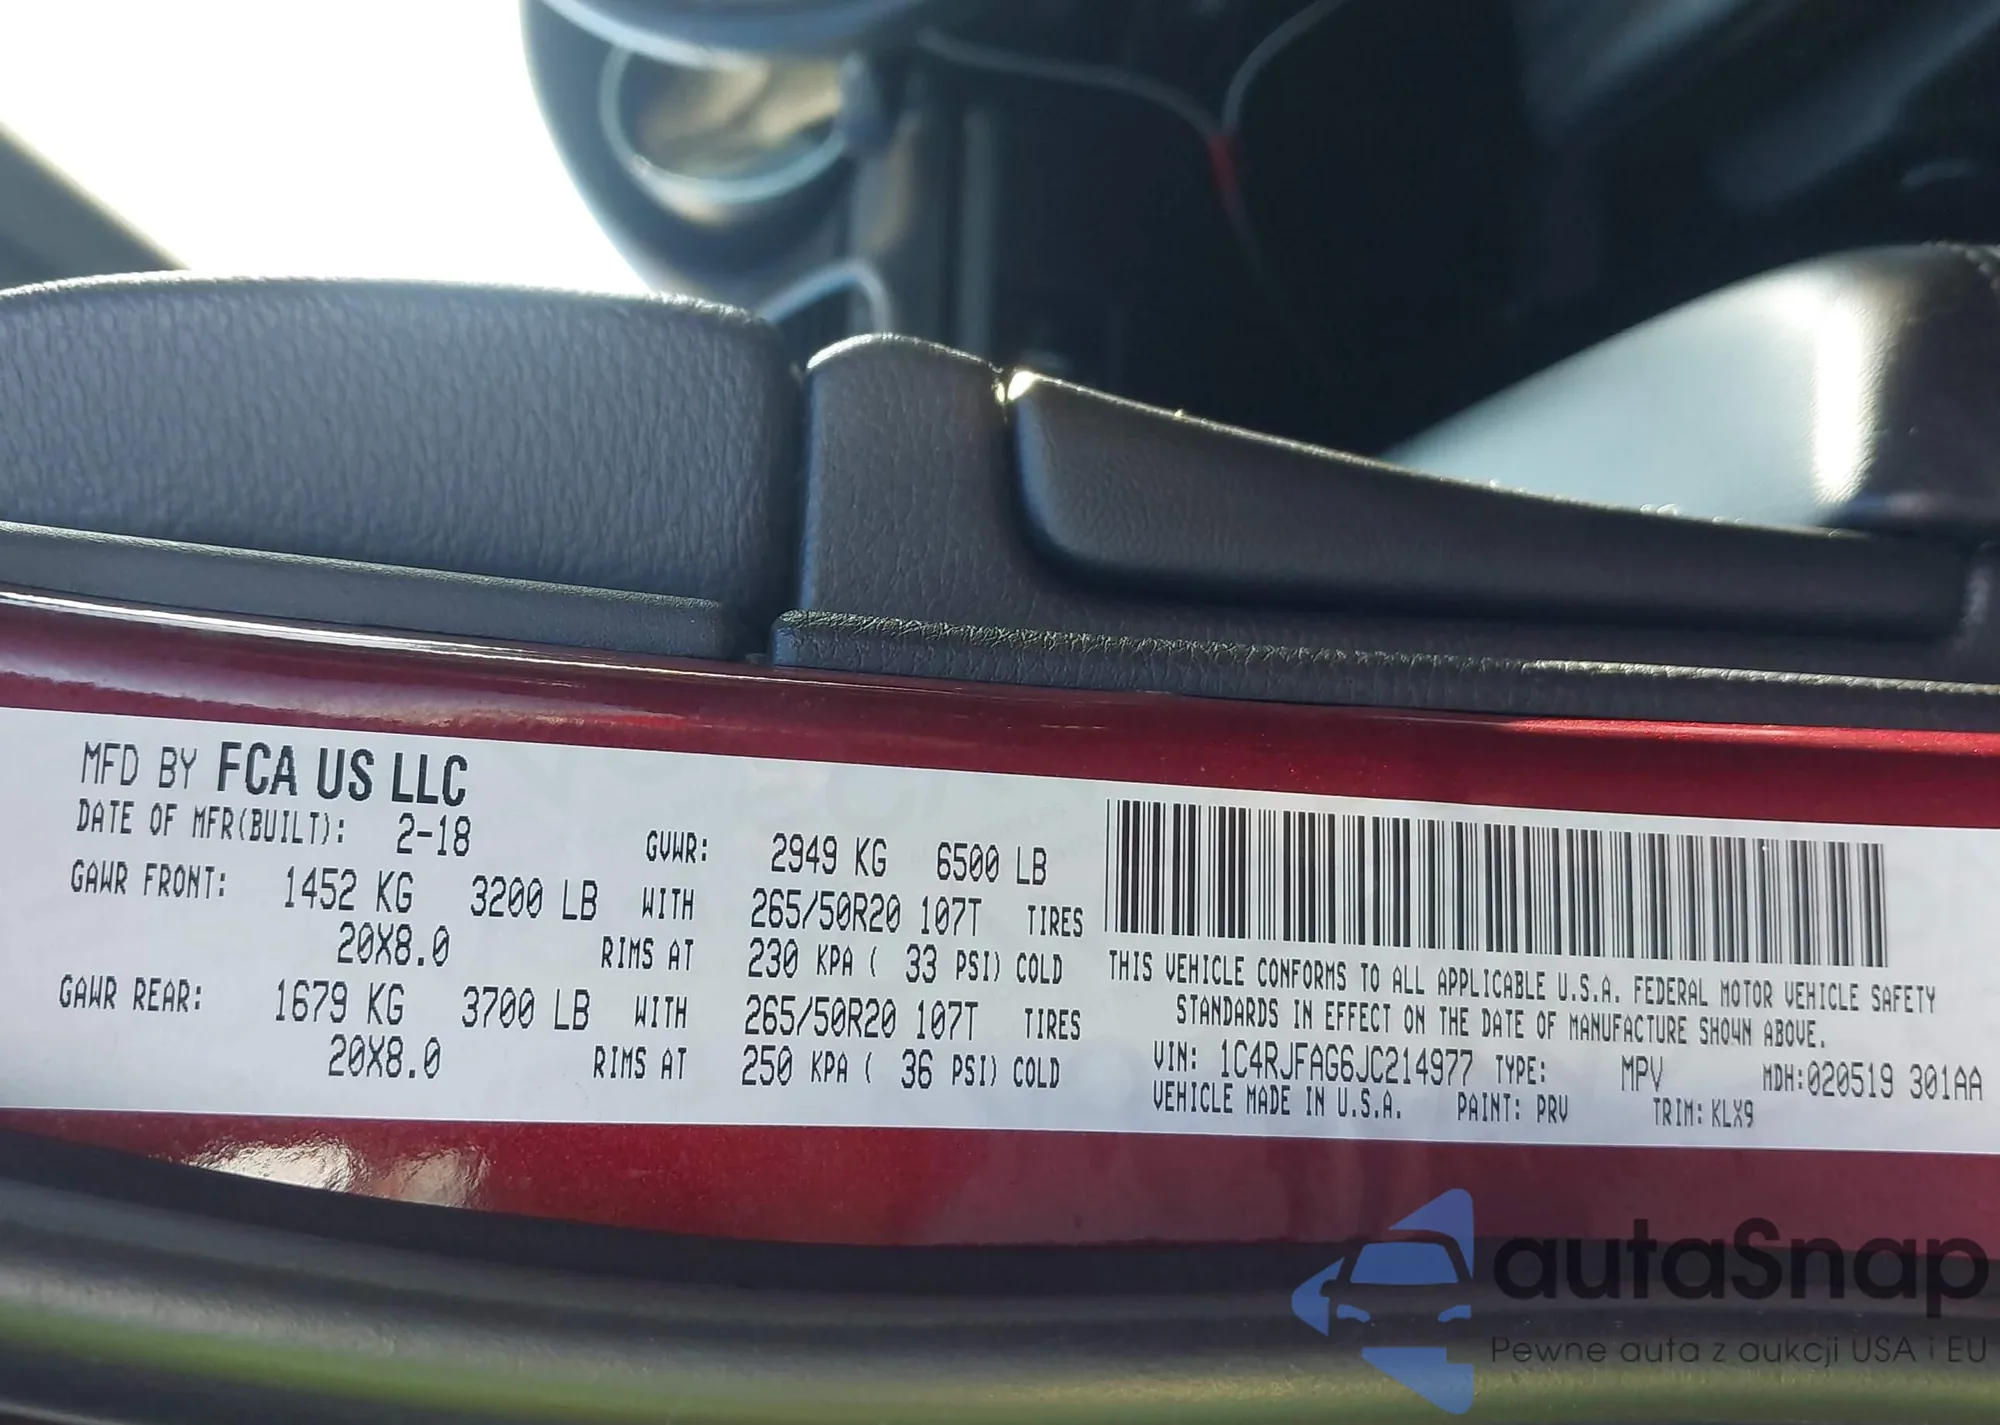 MFD BY FCA US LLC
DATE OF MFR(BUILT): 2-18 GVWR: 2949 KG 6500 LB
GAWR FRONT: 1452 KG 3200 LB WITH 265/50R20 107T TIRES
20X8.0 RIMS AT 230 KPA ( 33 PSI) COLD
GAWR REAR: 1679 KG 3700 LB WITH 265/50R20 107T TIRES
20X8.0 RIMS AT 250 KPA ( 36 PSI) COLD
THIS VEHICLE CONFORMS TO ALL APPLICABLE U.S.A. FEDERAL MOTOR VEHICLE SAFETY
STANDARDS IN EFFECT ON THE DATE OF MANUFACTURE SHOWN ABOVE.
VIN: 1C4RJFAG6JC214977 TYPE: MPV MDH:020519 301AA
VEHICLE MADE IN U.S.A. PAINT: PRV TRIM: KLX9
autaSnap
Pewne auta z aukcji USA i EU